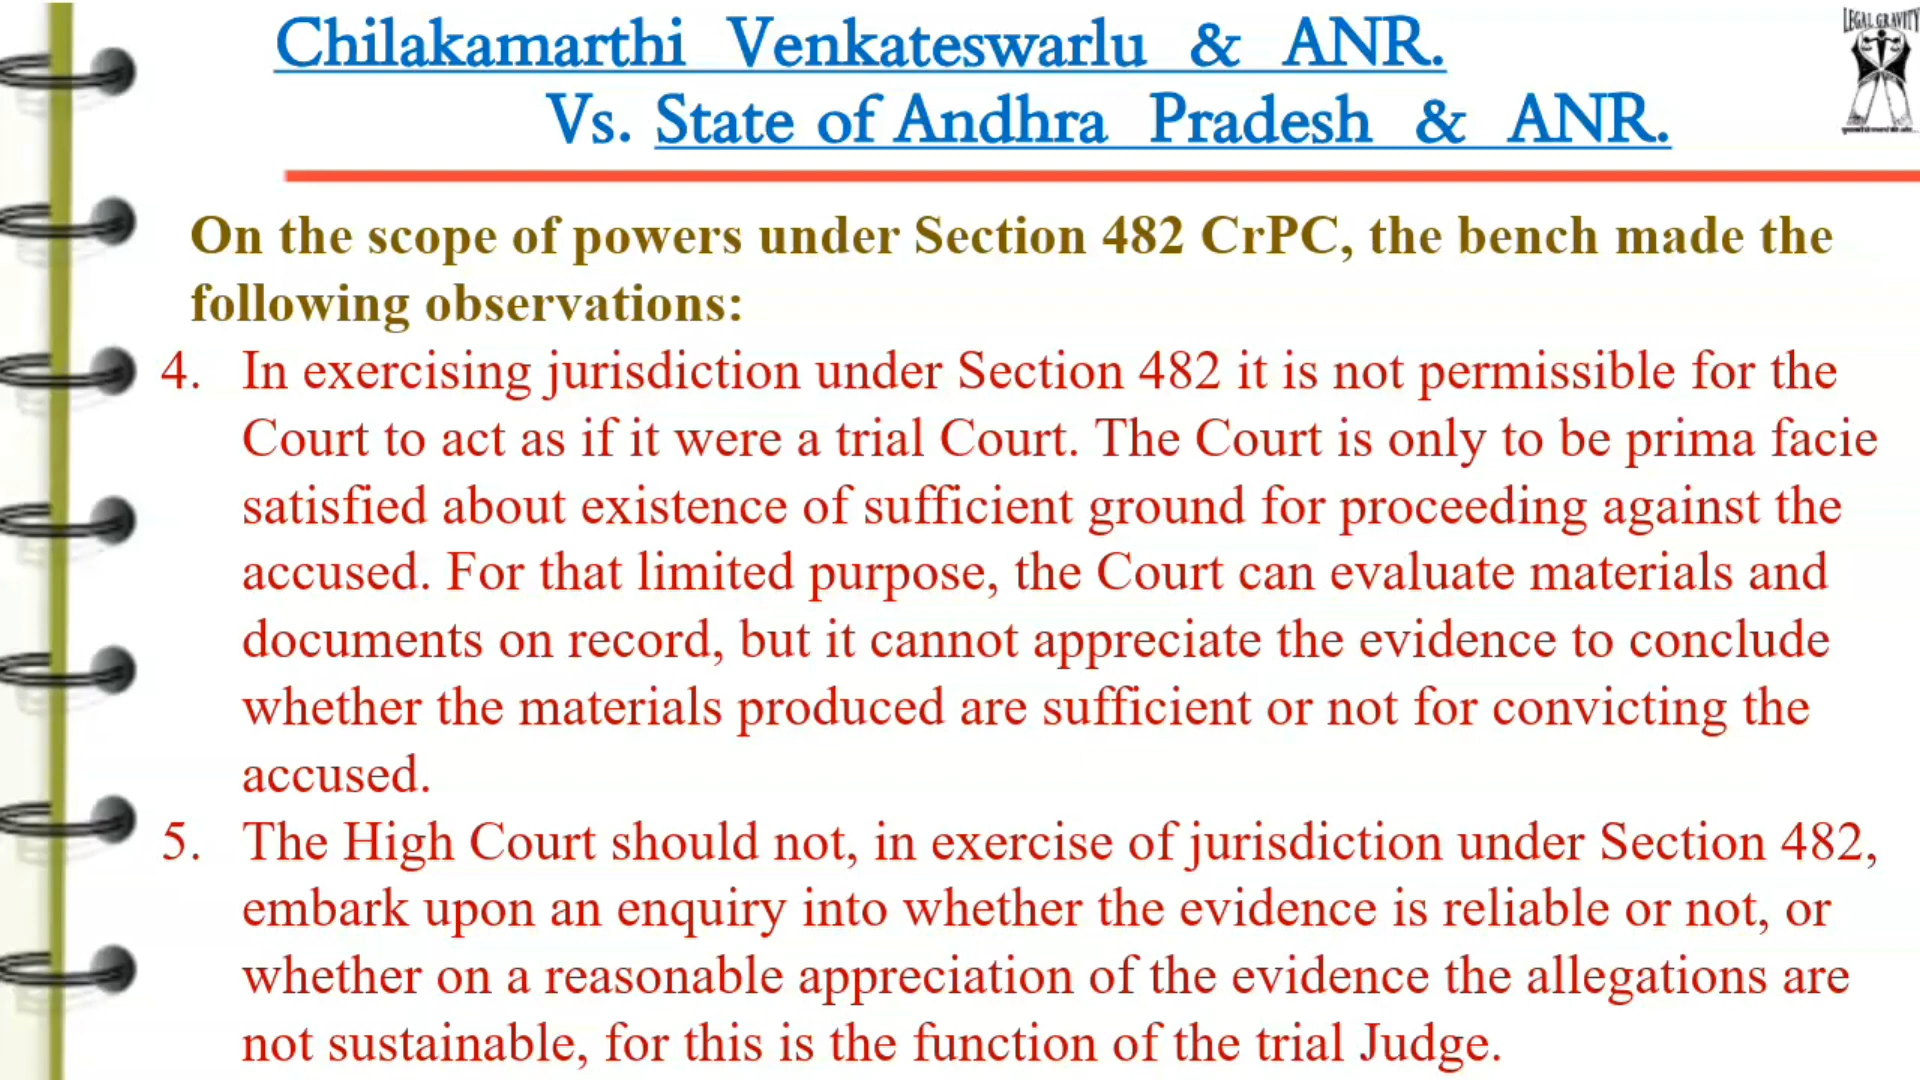 Chilakamarthi Venkateswarlu & ANR.
LEGAL GRAVITY
Vs. State of Andhra Pradesh & ANR.
On the scope of powers under Section 482 CrPC, the bench made the
following observations:
4. In exercising jurisdiction under Section 482 it is not permissible for the
Court to act as if it were a trial Court. The Court is only to be prima facie
satisfied about existence of sufficient ground for proceeding against the
accused. For that limited purpose, the Court can evaluate materials and
documents on record, but it cannot appreciate the evidence to conclude
whether the materials produced are sufficient or not for convicting the
accused.
5. The High Court should not, in exercise of jurisdiction under Section 482,
embark upon an enquiry into whether the evidence is reliable or not, or
whether on a reasonable appreciation of the evidence the allegations are
not sustainable, for this is the function of the trial Judge.